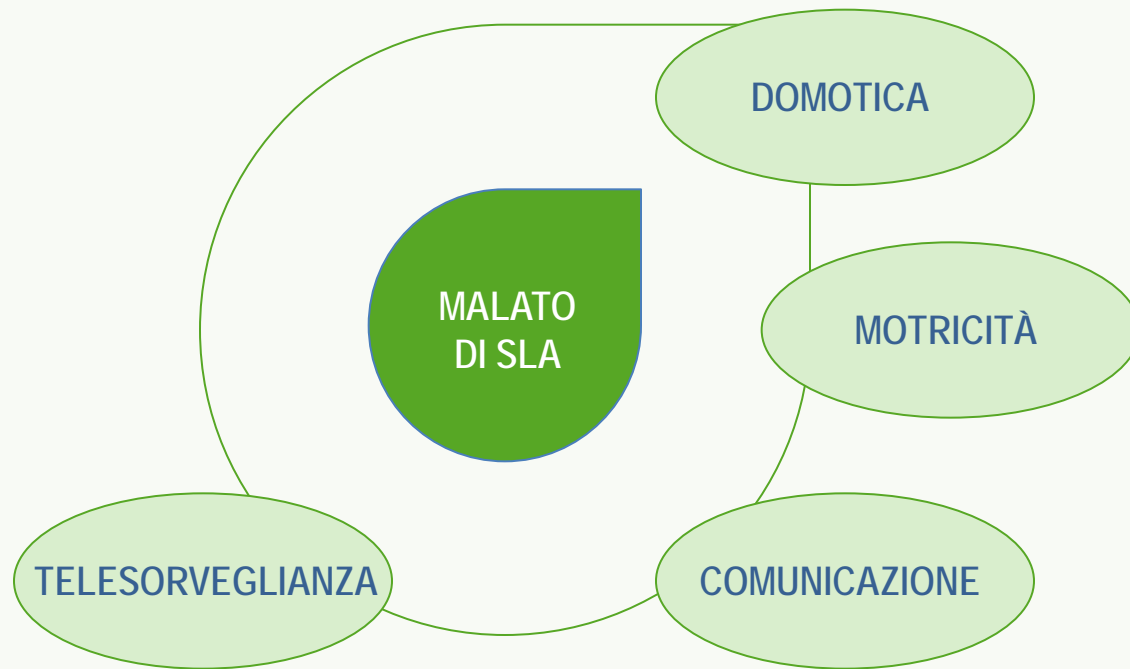 DOMOTICA
MALATO
DI SLA
MOTRICITÀ
TELESORVEGLIANZA
COMUNICAZIONE